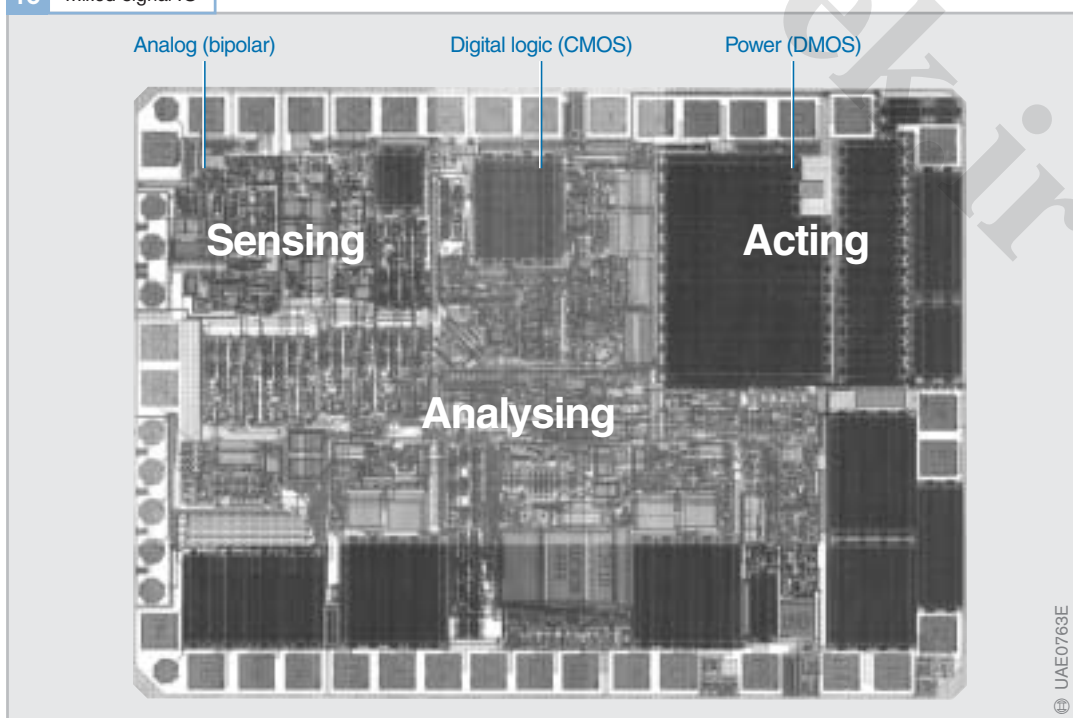 Mixed-signal IC
Analog (bipolar) Digital logic (CMOS) Power (DMOS)
Sensing Acting
Analysing
UAE0763E